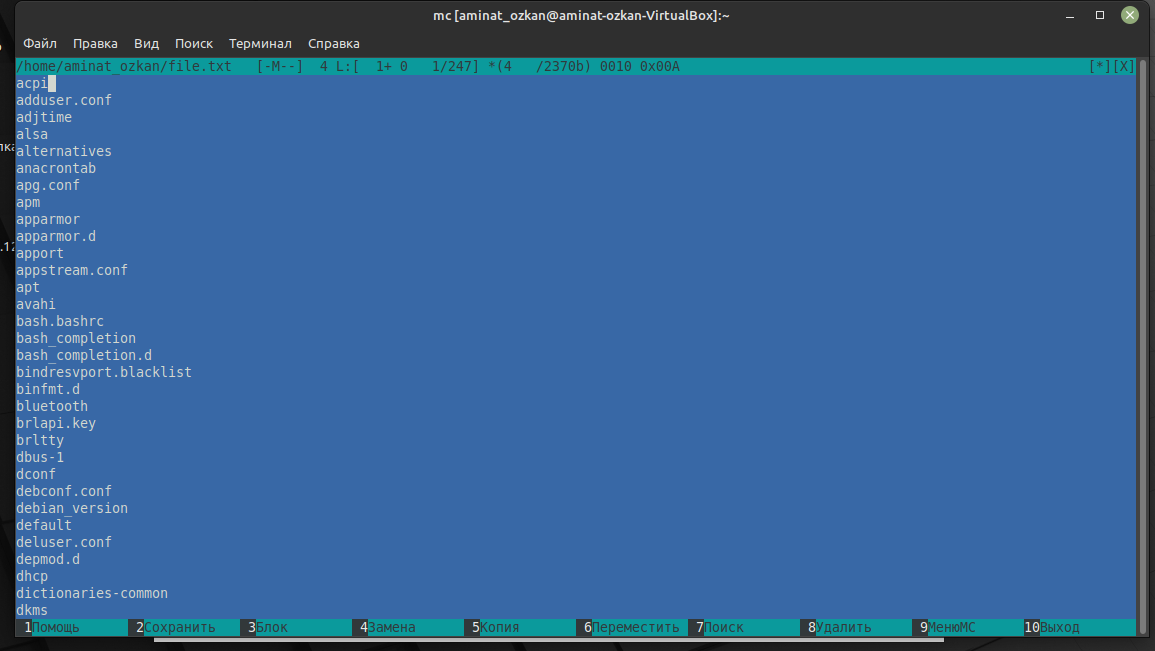 mc [aminat_ozkan@aminat-ozkan-VirtualBox]:~
Файл Правка Вид Поиск Терминал Справка
/home/aminat_ozkan/file.txt [-M--] 4 L:[ 1+ 0 1/247] *(4 /2370b) 0010 0x00A [*][X]
acpi
adduser.conf
adjtime
alsa
alternatives
anacrontab
apg.conf
apm
apparmor
apparmor.d
apport
appstream.conf
apt
avahi
bash.bashrc
bash_completion
bash_completion.d
bindresvport.blacklist
binfmt.d
bluetooth
brlapi.key
brltty
dbus-1
dconf
debconf.conf
debian_version
default
deluser.conf
depmod.d
dhcp
dictionaries-common
dkms
1Помощь 2Сохранить 3Блок 4Замена 5Копия 6Переместить 7Поиск 8Удалить 9МенюМС 10Выход